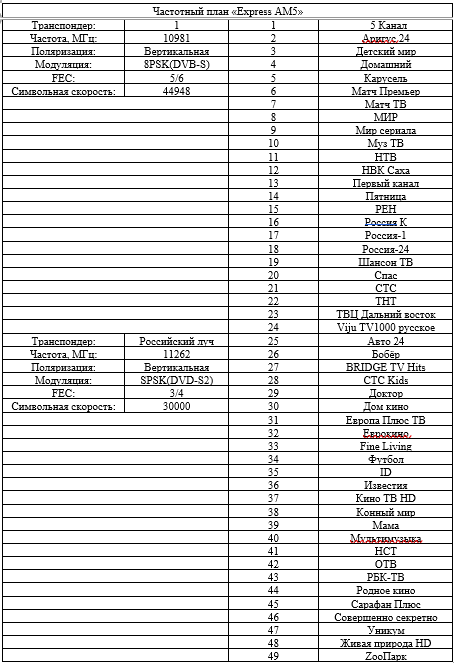 Частотный план «Express AM5»
Транспондер: 1 1 5 Канал
Частота, МГц: 10981 2 Аригус 24
Поляризация: Вертикальная 3 Детский мир
Модуляция: 8PSK(DVB-S) 4 Домашний
FEC: 5/6 5 Карусель
Символьная скорость: 44948 6 Матч Премьер
7 Матч ТВ
8 МИР
9 Мир сериала
10 Муз ТВ
11 НТВ
12 НВК Саха
13 Первый канал
14 Пятница
15 РЕН
16 Россия К
17 Россия-1
18 Россия-24
19 Шансон ТВ
20 Спас
21 СТС
22 ТНТ
23 ТВЦ Дальний восток
24 Viju TV1000 русское
Транспондер: Российский луч 25 Авто 24
Частота, МГц: 11262 26 Бобёр
Поляризация: Вертикальная 27 BRIDGE TV Hits
Модуляция: SPSK(DVD-S2) 28 СТС Kids
FEC: 3/4 29 Доктор
Символьная скорость: 30000 30 Дом кино
31 Европа Плюс ТВ
32 Еврокино
33 Fine Living
34 Футбол
35 ID
36 Известия
37 Кино ТВ HD
38 Конный мир
39 Мама
40 Мультимузыка
41 НСТ
42 ОТВ
43 РБК-ТВ
44 Родное кино
45 Сарафан Плюс
46 Совершенно секретно
47 Уникум
48 Живая природа HD
49 ZooПарк